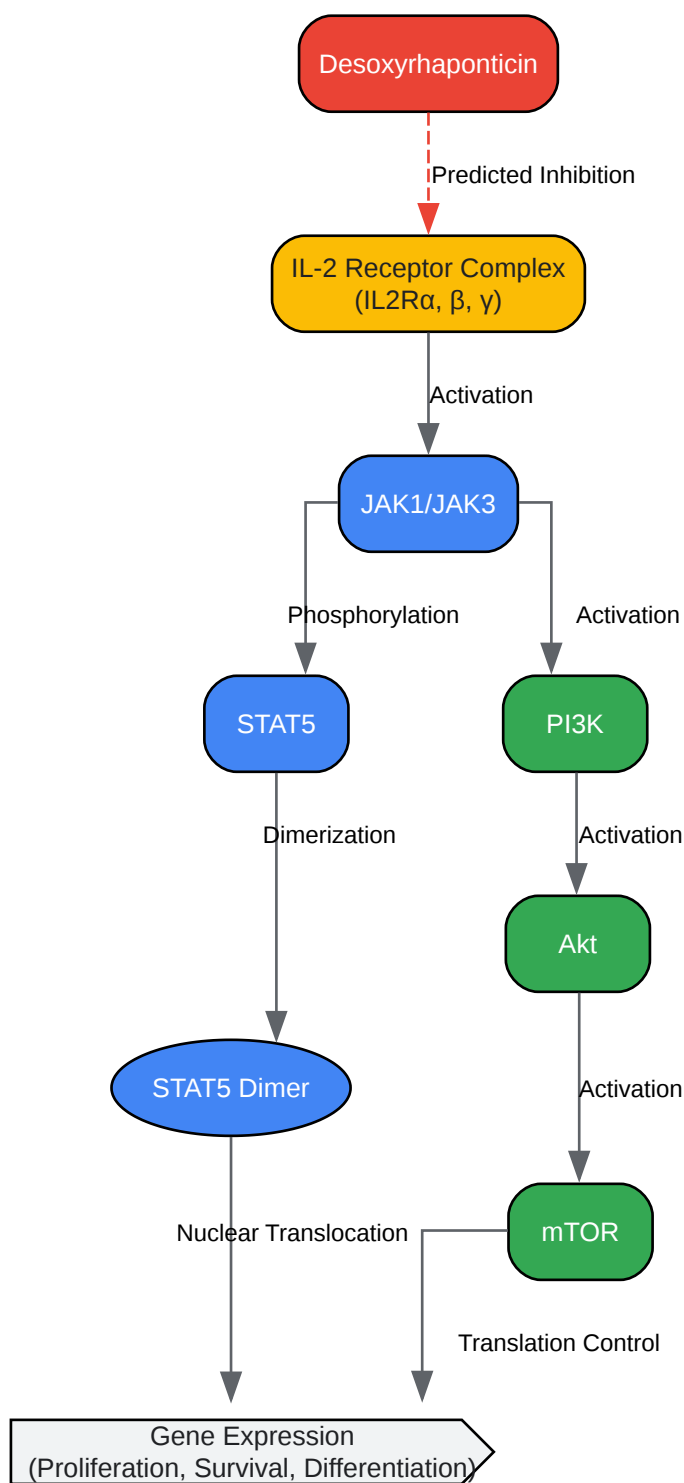 Desoxyrhaponticin
Predicted Inhibition
IL-2 Receptor Complex
(IL2Rα, β, γ)
Activation
JAK1/JAK3
Phosphorylation
Activation
STAT5
PI3K
Dimerization
Activation
Akt
STAT5 Dimer
Activation
Nuclear Translocation
mTOR
Translation Control
Gene Expression
(Proliferation, Survival, Differentiation)